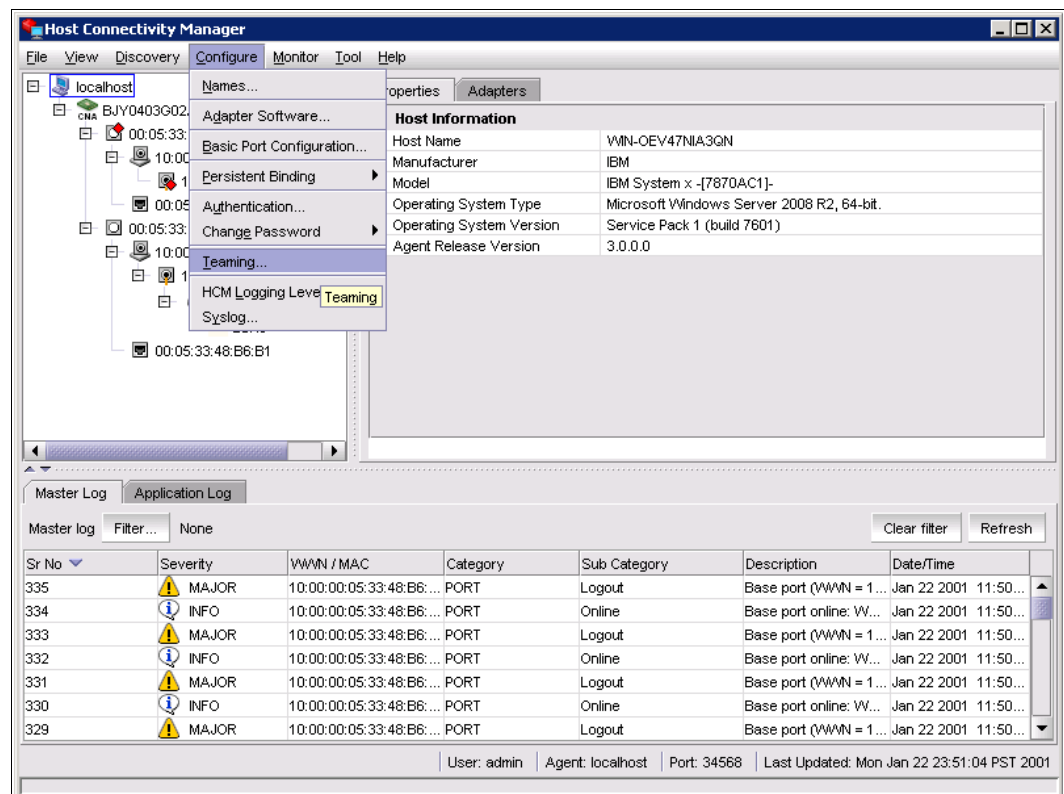 Host Connectivity Manager
File View Discovery Configure Monitor Tool Help
localhost
CNA BJY0403G02
00:05:33:
10:00
1
00:05
00:05:33:
10:00
1
00:05:33:48:B6:B1
Names...
Adapter Software...
Basic Port Configuration...
Persistent Binding
Authentication...
Change Password
Teaming...
HCM Logging Leve
Teaming
Syslog...
roperties Adapters
Host Information
Host Name WIN-OEV47NIA3QN
Manufacturer IBM
Model IBM System x -[7870AC1]-
Operating System Type Microsoft Windows Server 2008 R2, 64-bit.
Operating System Version Service Pack 1 (build 7601)
Agent Release Version 3.0.0.0
Master Log Application Log
Master log Filter... None Clear filter Refresh
Sr No Severity WWN / MAC Category Sub Category Description Date/Time
335 MAJOR 10:00:00:05:33:48:B6:... PORT Logout Base port (WWN = 1... Jan 22 2001 11:50...
334 INFO 10:00:00:05:33:48:B6:... PORT Online Base port online: W... Jan 22 2001 11:50...
333 MAJOR 10:00:00:05:33:48:B6:... PORT Logout Base port (WWN = 1... Jan 22 2001 11:50...
332 INFO 10:00:00:05:33:48:B6:... PORT Online Base port online: W... Jan 22 2001 11:50...
331 MAJOR 10:00:00:05:33:48:B6:... PORT Logout Base port (WWN = 1... Jan 22 2001 11:50...
330 INFO 10:00:00:05:33:48:B6:... PORT Online Base port online: W... Jan 22 2001 11:50...
329 MAJOR 10:00:00:05:33:48:B6:... PORT Logout Base port (WWN = 1... Jan 22 2001 11:50...
User: admin Agent: localhost Port: 34568 Last Updated: Mon Jan 22 23:51:04 PST 2001